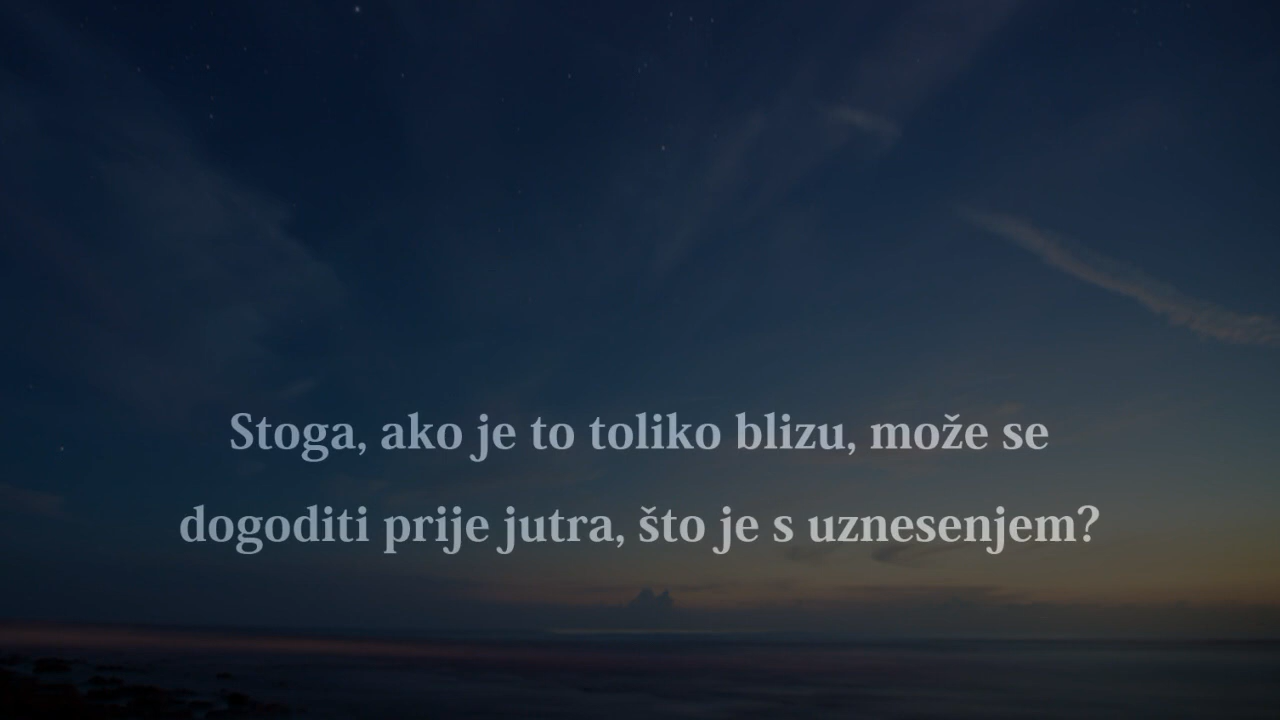 Stoga, ako je to toliko blizu, može se
dogoditi prije jutra, što je s uznesenjem?